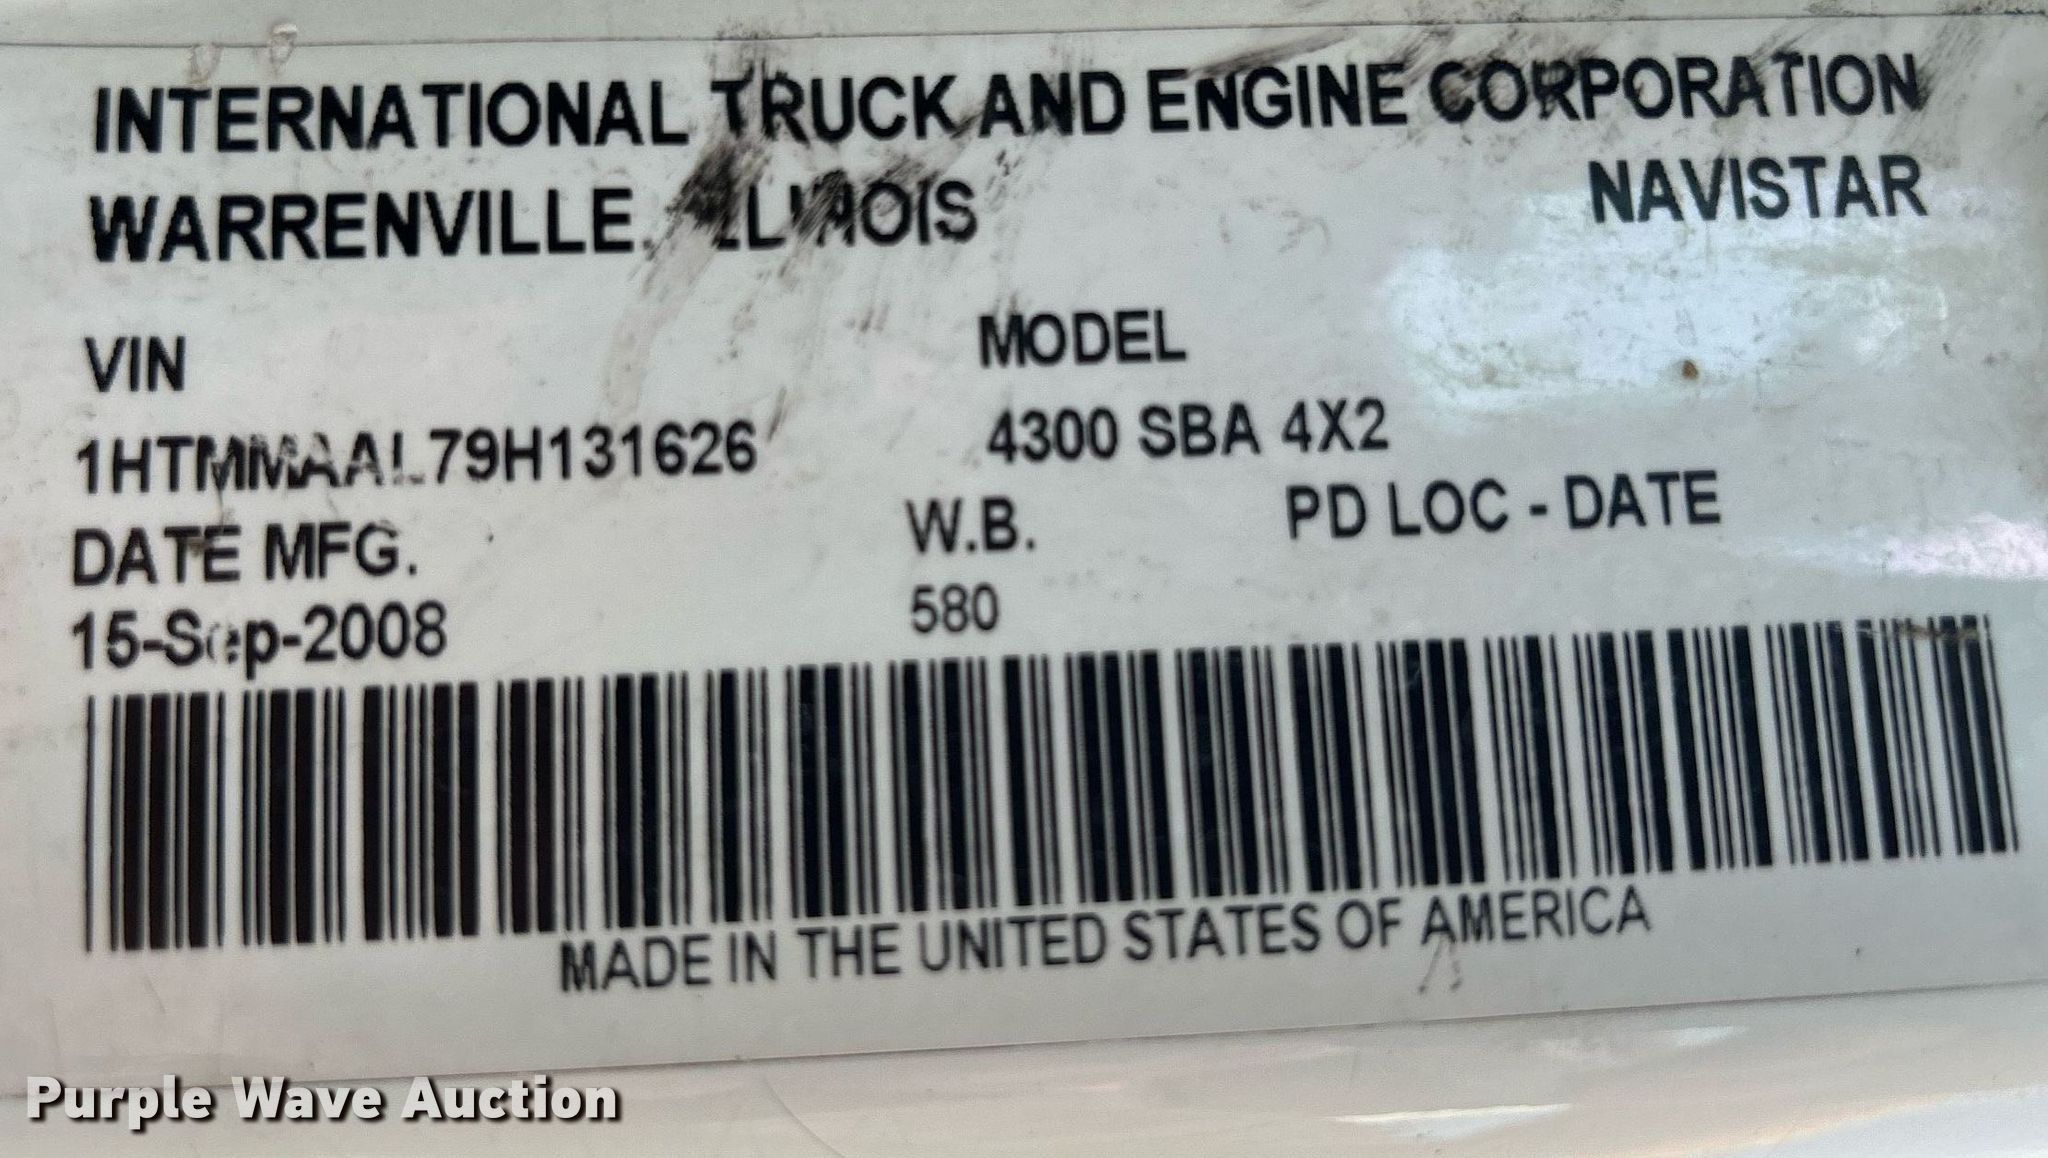 INTERNATIONAL TRUCK AND ENGINE CORPORATION
WARRENVILLE, ILLINOIS NAVISTAR
VIN MODEL
1HTMMAAL79H131626 4300 SBA 4X2
DATE MFG. W.B. PD LOC - DATE
15-Sep-2008 580
MADE IN THE UNITED STATES OF AMERICA
Purple Wave Auction